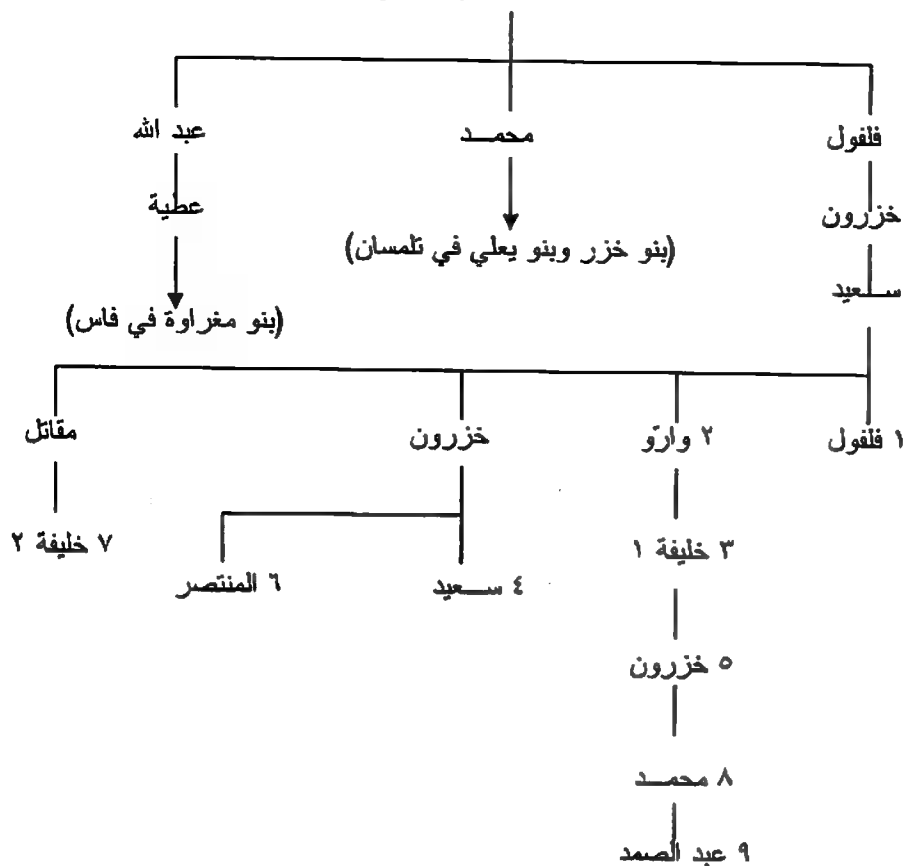 فلفول محمد عبد الله
خزرون عطية
سعيد (بنو خزر وبنو يعلي في تلمسان)
(بنو مغراوة في فاس)
١ فلفول ٢ وارّو خزرون مقاتل
٣ خليفة ١ ٧ خليفة ٢
٤ سعيد ٦ المنتصر
٥ خزرون
٨ محمد
٩ عبد الصمد